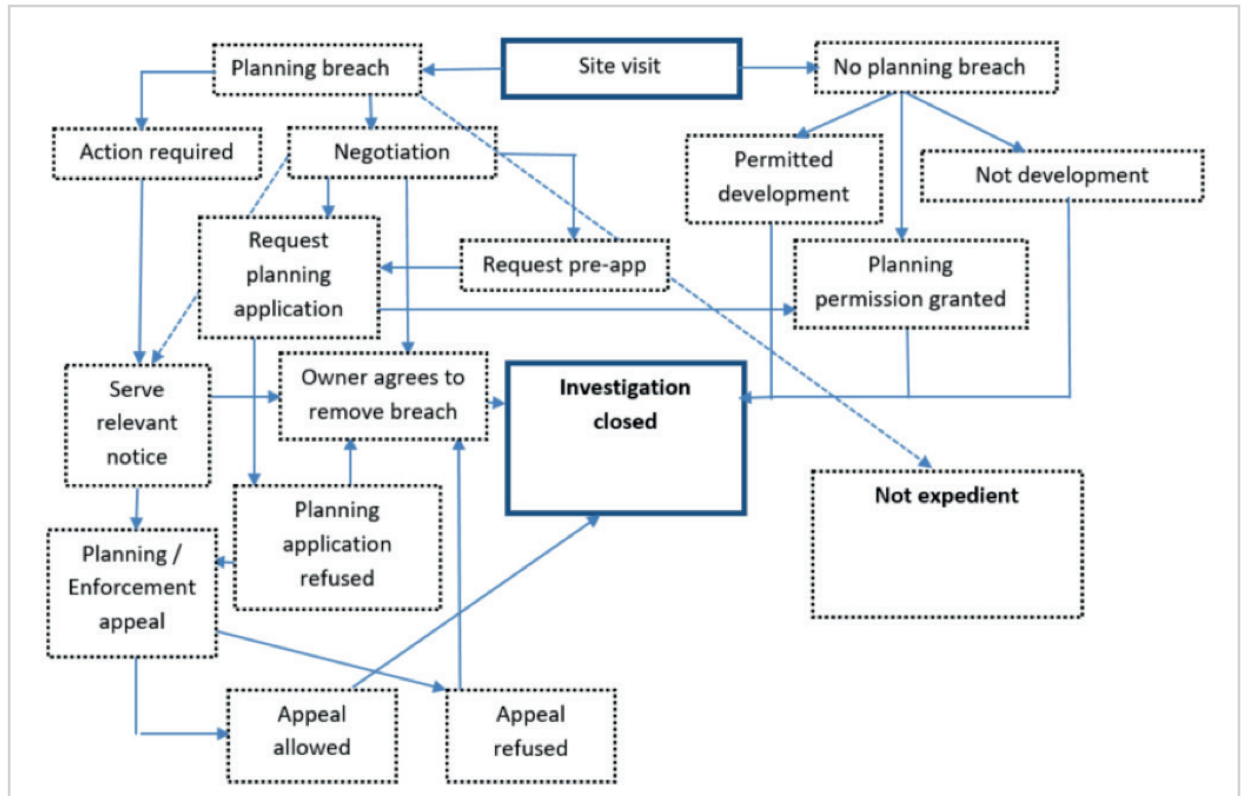 Planning breach
Site visit
No planning breach
Action required
Negotiation
Permitted
development
Not development
Request
planning
application
Request pre-app
Planning
permission granted
Serve
relevant
notice
Owner agrees to
remove breach
Investigation
closed
Not expedient
Planning
application
refused
Planning /
Enforcement
appeal
Appeal
allowed
Appeal
refused